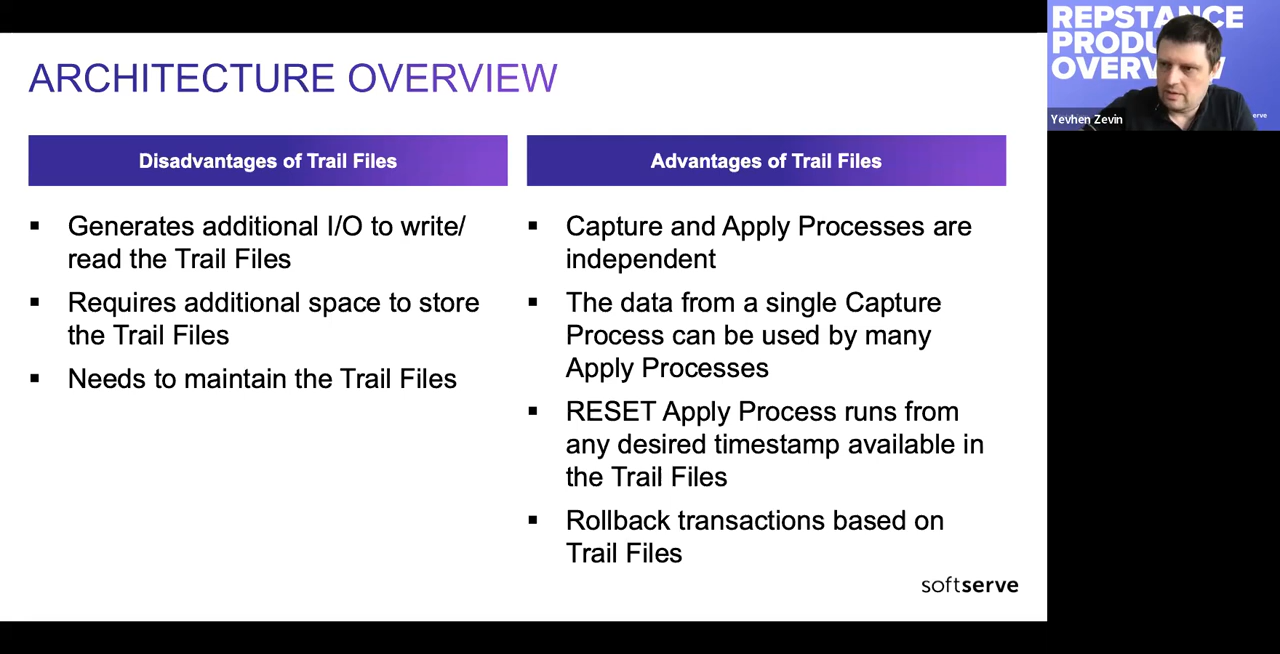 ARCHITECTURE OVERVIEW
Disadvantages of Trail Files
▪ Generates additional I/O to write/
read the Trail Files
▪ Requires additional space to store
the Trail Files
▪ Needs to maintain the Trail Files
Advantages of Trail Files
▪ Capture and Apply Processes are
independent
▪ The data from a single Capture
Process can be used by many
Apply Processes
▪ RESET Apply Process runs from
any desired timestamp available in
the Trail Files
▪ Rollback transactions based on
Trail Files
softserve
REPSTANCE
Yevhen Zevin